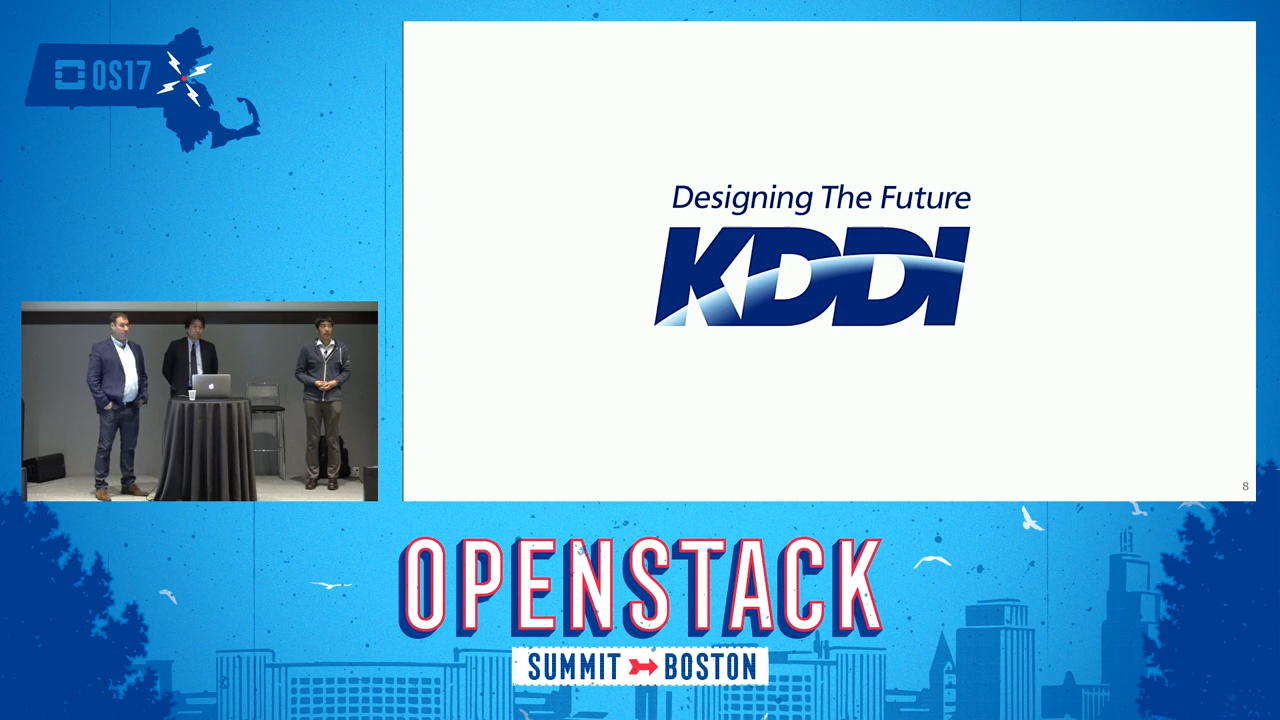 OS17
Designing The Future
KDDI
8
OPENSTACK
SUMMIT BOSTON